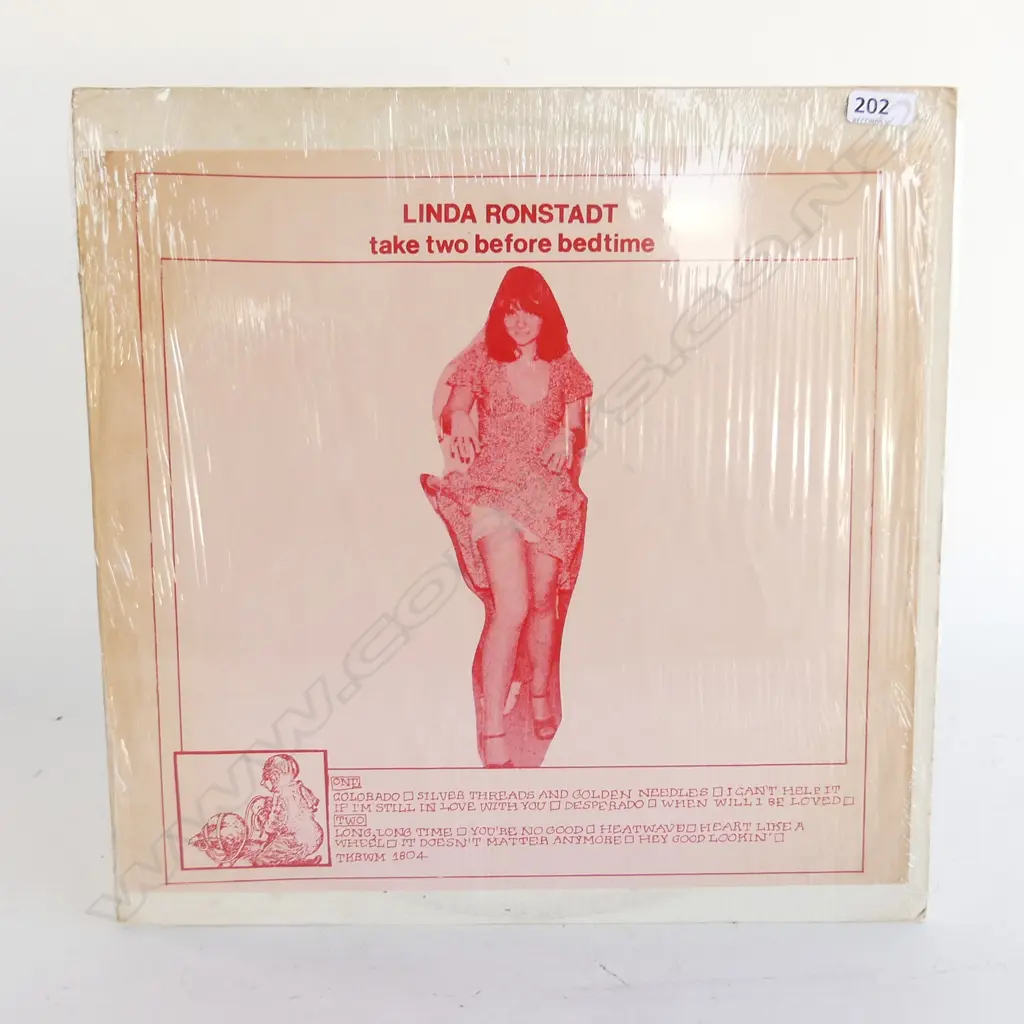 202
LINDA RONSTADT
take two before bedtime
ONE
COLORADO □ SILVER THREADS AND GOLDEN NEEDLES □ I CAN'T HELP IT
IF I'M STILL IN LOVE WITH YOU □ DESPERADO □ WHEN WILL I BE LOVED □
TWO
LONG, LONG TIME □ YOU'RE NO GOOD □ HEATWAVE □ HEART LIKE A
WHEEL □ IT DOESN'T MATTER ANYMORE □ HEY GOOD LOOKIN' □
TKRWM 1804